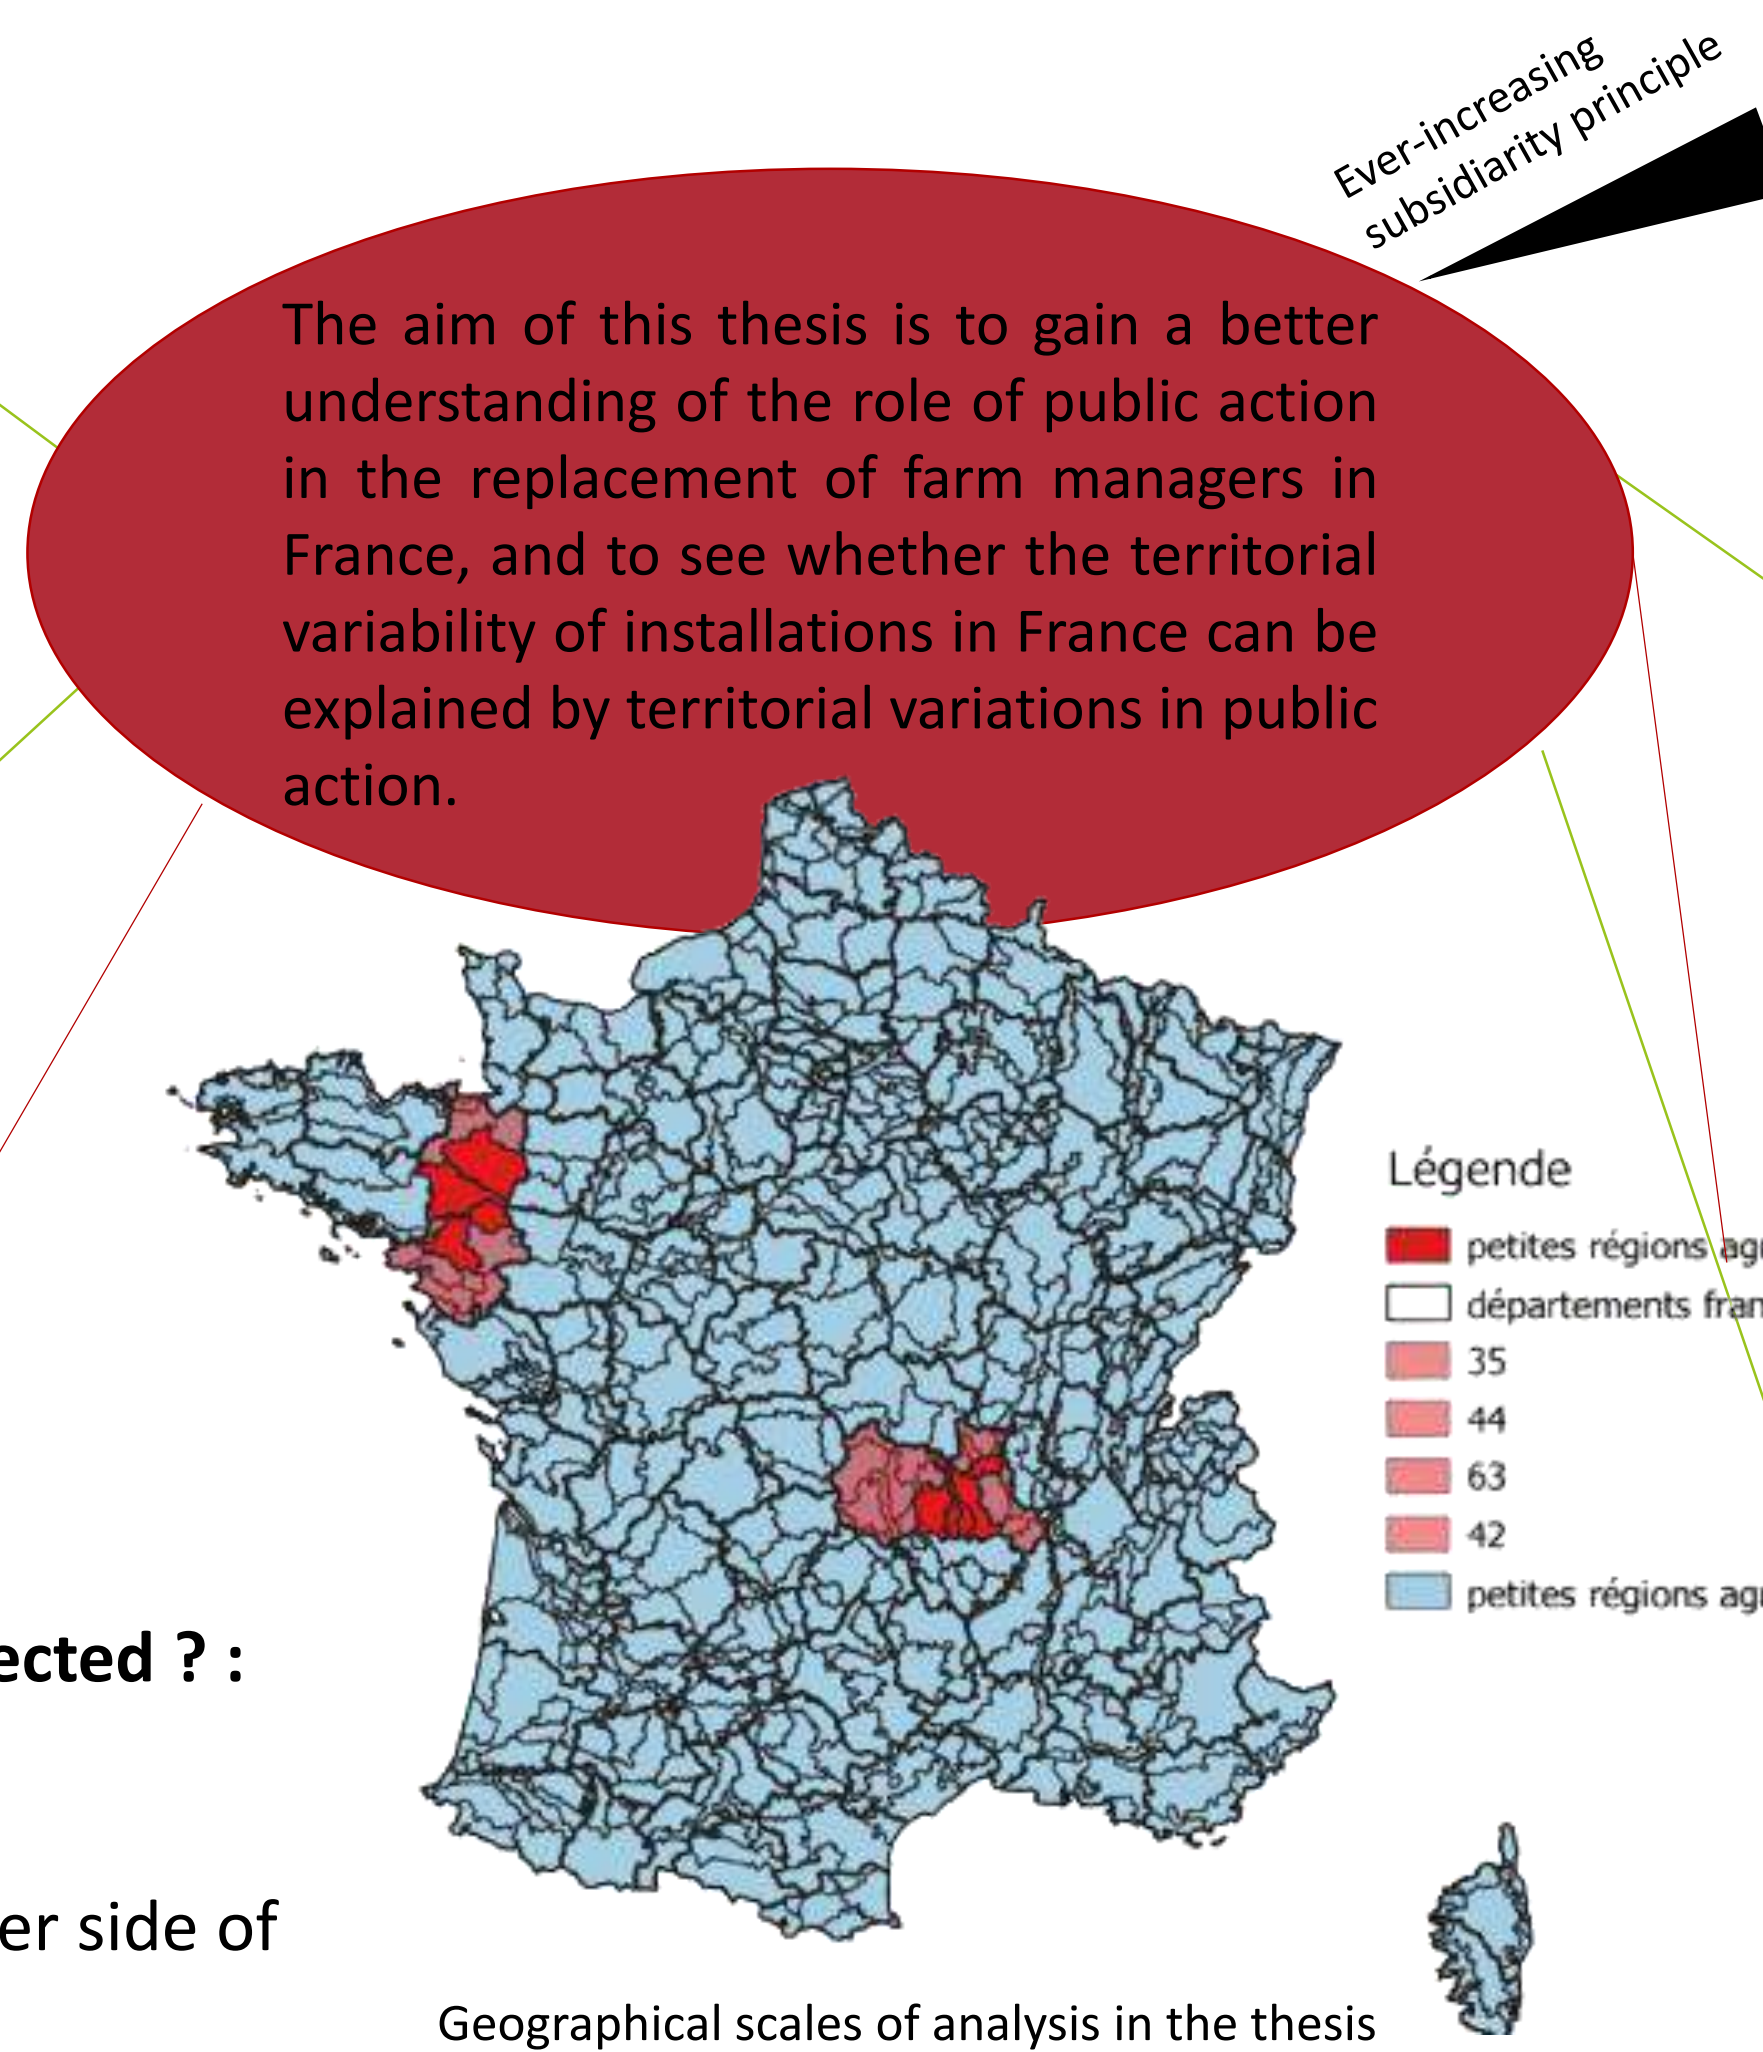 Ever-increasing
subsidiarity principle
The aim of this thesis is to gain a better
understanding of the role of public action
in the replacement of farm managers in
France, and to see whether the territorial
variability of installations in France can be
explained by territorial variations in public
action.
Légende
petites régions
départements
35
44
63
42
petites régions
? :
side of
Geographical scales of analysis in the thesis